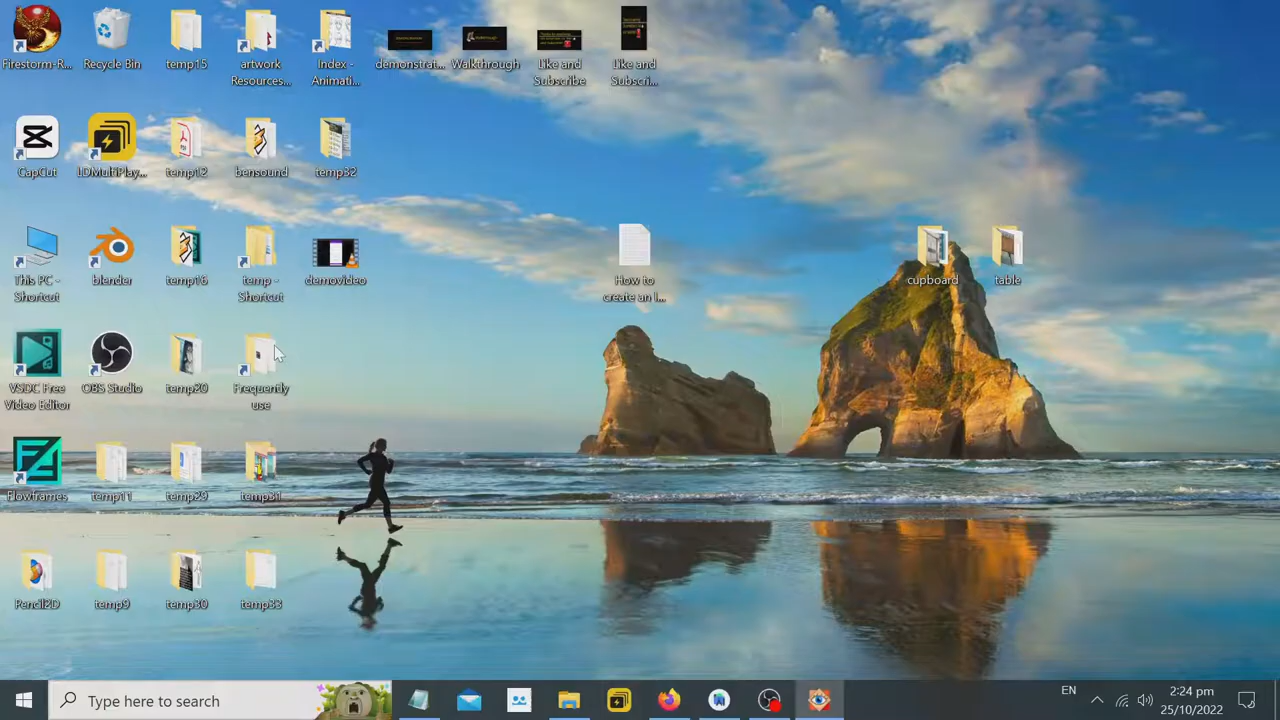 Firestorm-R...
Recycle Bin
temp15
artwork
Resources...
Index -
Animati...
demonstrat...
Walkthrough
Like and
Subscribe
Like and
Subscri...
CapCut
LDMultiPlay...
temp12
bensound
temp32
This PC -
Shortcut
blender
temp16
temp -
Shortcut
demovideo
How to
create an I...
cupboard
table
VSDC Free
Video Editor
OBS Studio
temp20
Frequently
use
Flowframes
temp11
temp29
temp31
Pencil2D
temp9
temp30
temp33
Type here to search
EN
2:24 pm
25/10/2022